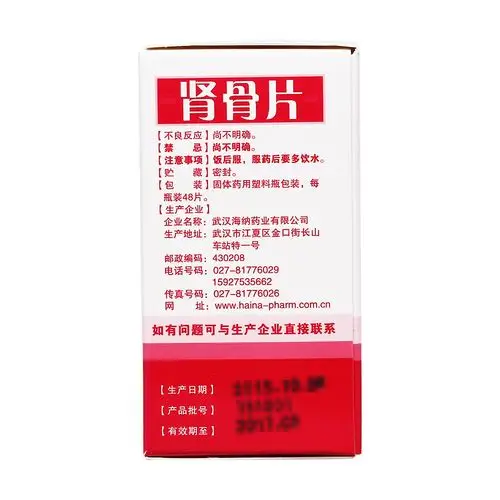 肾骨片
【不良反应】尚不明确。
【禁 忌】尚不明确。
【注意事项】饭后服，服药后要多饮水。
【贮 藏】密封。
【包 装】固体药用塑料瓶包装，每
瓶装48片。
【生产企业】
企业名称：武汉海纳药业有限公司
生产地址：武汉市江夏区金口街长山
车站特一号
邮政编码：430208
电话号码：027-81776029
15927535662
传真号码：027-81776026
网 址：www.haina-pharm.com.cn
如有问题可与生产企业直接联系
【生产日期】
【产品批号】
【有效期至】